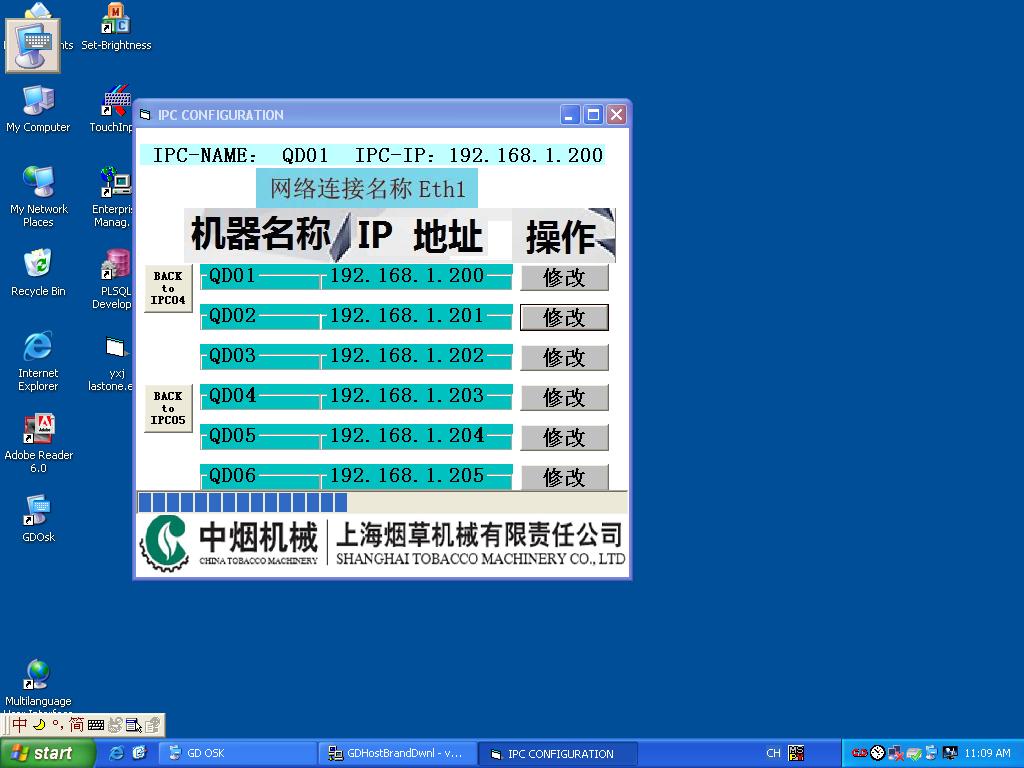 nts
Set-Brightness
My Computer
TouchInp
My Network
Places
Enterpris
Manag.
Recycle Bin
PLSQL
Develop
Internet
Explorer
yxj
lastone.e
Adobe Reader
6.0
GDOsk
Multilanguage
IPC CONFIGURATION
IPC-NAME: QD01 IPC-IP: 192.168.1.200
网络连接名称 Eth1
机器名称 IP 地址 操作
BACK
to
IPC04
QD01 192.168.1.200 修改
QD02 192.168.1.201 修改
QD03 192.168.1.202 修改
BACK
to
IPC05
QD04 192.168.1.203 修改
QD05 192.168.1.204 修改
QD06 192.168.1.205 修改
中烟机械 上海烟草机械有限责任公司
CHINA TOBACCO MACHINERY SHANGHAI TOBACCO MACHINERY CO., LTD
中 °, 简
start GD OSK GDHostBrandDwnl - v... IPC CONFIGURATION CH 11:09 AM